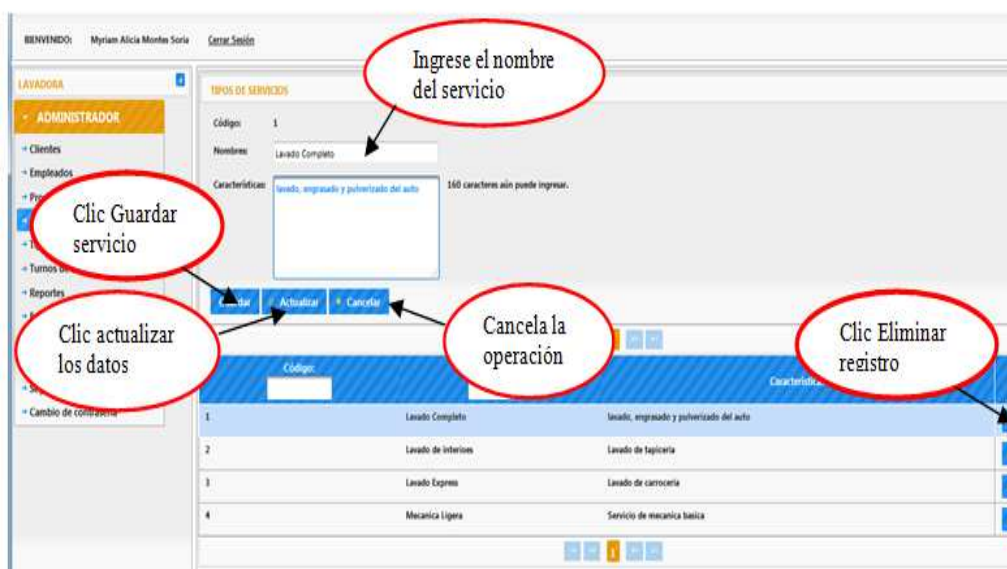 BIENVENIDO: Myriam Alicia Montes Soria Cerrar Sesión
LAVADORA
ADMINISTRADOR
Clientes
Empleados
Turnos
Reportes
Cambio de contraseña
TIPOS DE SERVICIOS
Código: 1
Nombres: Lavado Completo
Características: lavado, engrasado y pulverizado del auto
160 caracteres aún puede ingresar.
Actualizar Cancelar
Ingrese el nombre
del servicio
Clic Guardar
servicio
Clic actualizar
los datos
Cancela la
operación
Clic Eliminar
registro
Código:
1 Lavado Completo lavado, engrasado y pulverizado del auto
2 Lavado de interiores Lavado de tapiceria
3 Lavado Express Lavado de carroceria
4 Mecanica Ligera Servicio de mecanica basica
1